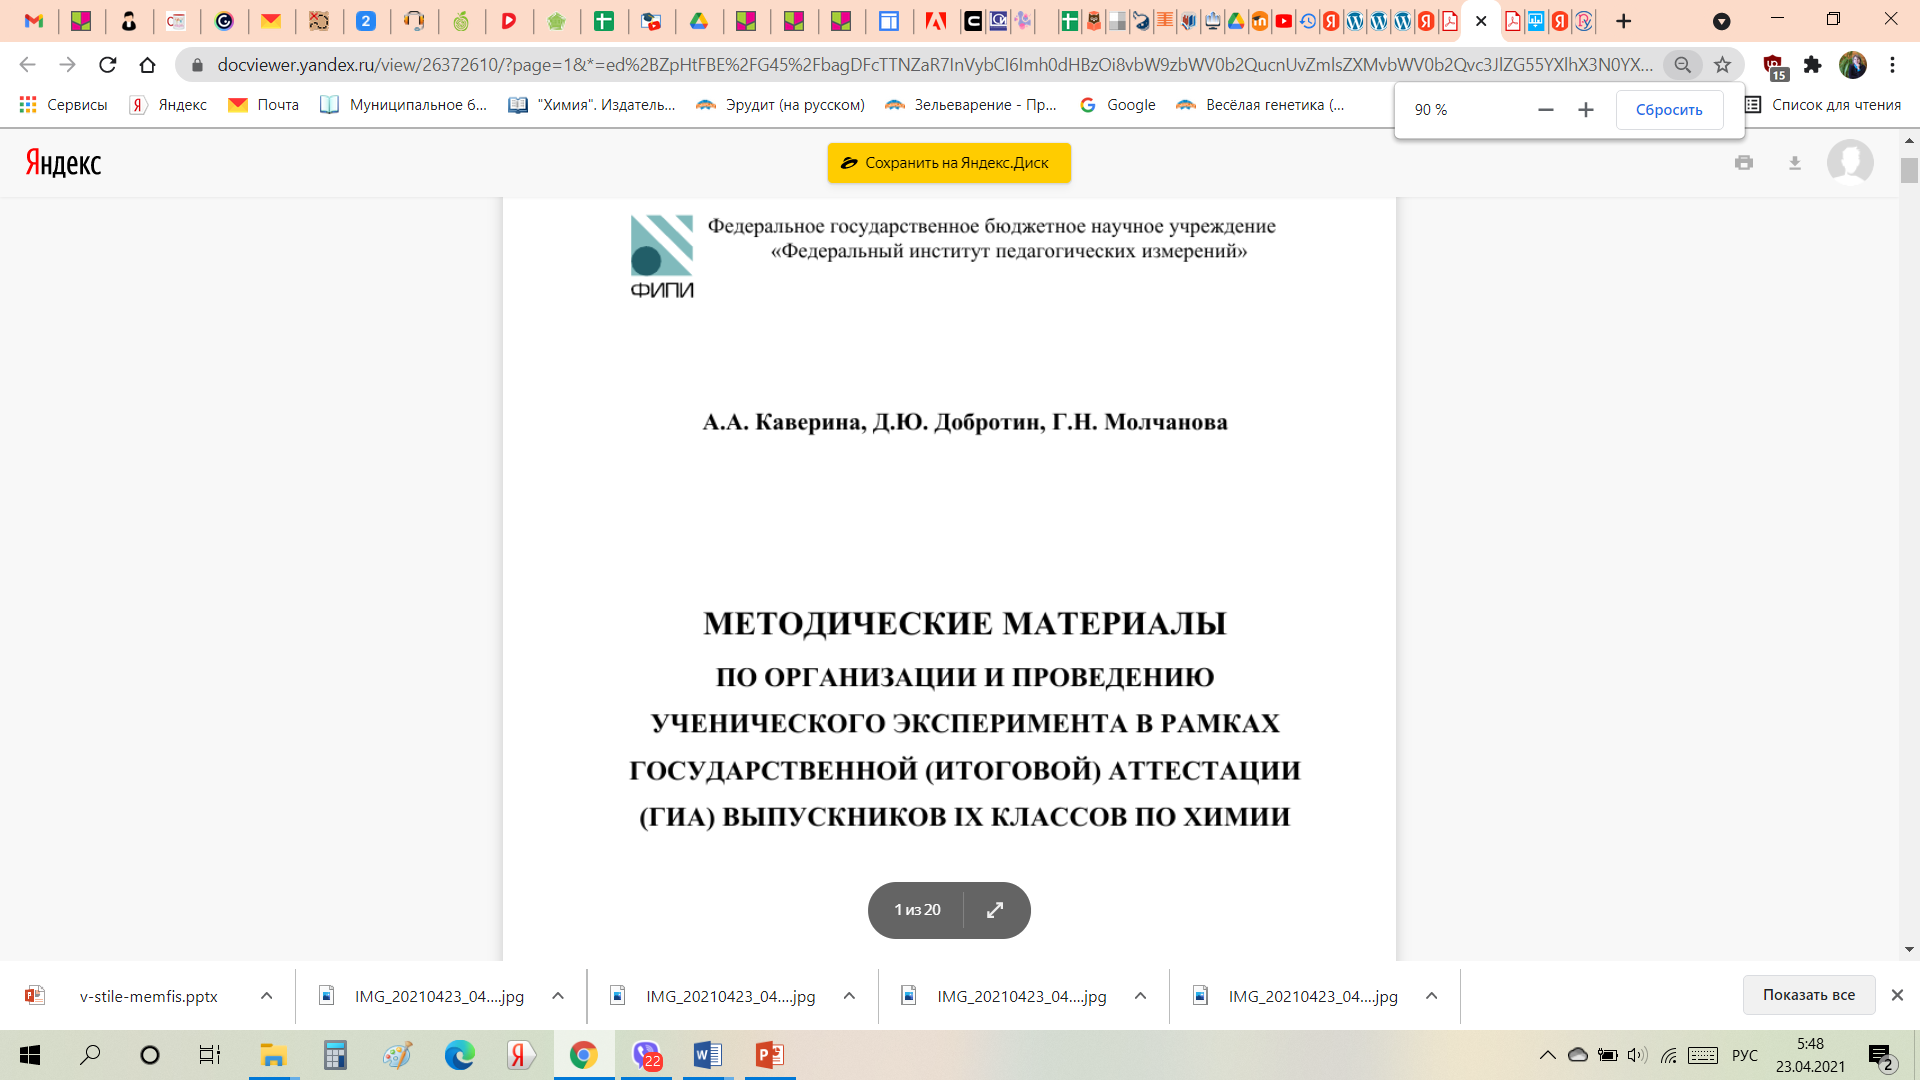 docviewer.yandex.ru/view/26372610/?page=1&*=ed%2BZpHtFBE%2FG45%2FbagDFcTTNZaR7InVybCI6Imh0dHBzOi8vbW9zbWV0b2QucnUvZmlsZXMvbWV0b2Qvc3JlZG55YXlhX3N0YX...
15
Сервисы
Яндекс
Почта
Муниципальное б...
"Химия". Издатель...
Эрудит (на русском)
Зельеварение - Пр...
Google
Весёлая генетика (...
Список для чтения
90 %
Сбросить
Яндекс
Сохранить на Яндекс.Диск
Федеральное государственное бюджетное научное учреждение
«Федеральный институт педагогических измерений»
ФИПИ
А.А. Каверина, Д.Ю. Добротин, Г.Н. Молчанова
МЕТОДИЧЕСКИЕ МАТЕРИАЛЫ
ПО ОРГАНИЗАЦИИ И ПРОВЕДЕНИЮ
УЧЕНИЧЕСКОГО ЭКСПЕРИМЕНТА В РАМКАХ
ГОСУДАРСТВЕННОЙ (ИТОГОВОЙ) АТТЕСТАЦИИ
(ГИА) ВЫПУСКНИКОВ IX КЛАССОВ ПО ХИМИИ
1 из 20
v-stile-memfis.pptx
IMG_20210423_04....jpg
IMG_20210423_04....jpg
IMG_20210423_04....jpg
IMG_20210423_04....jpg
Показать все
22
РУС
5:48
23.04.2021
2